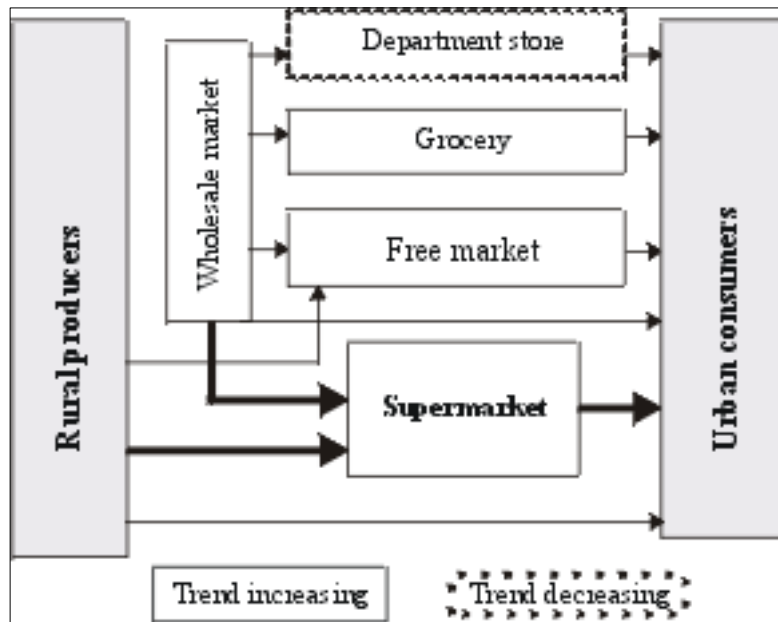 Department store
Grocery
Free market
Wholesale market
Rural producers
Urban consumers
Supermarket
Trend increasing
Trend decreasing